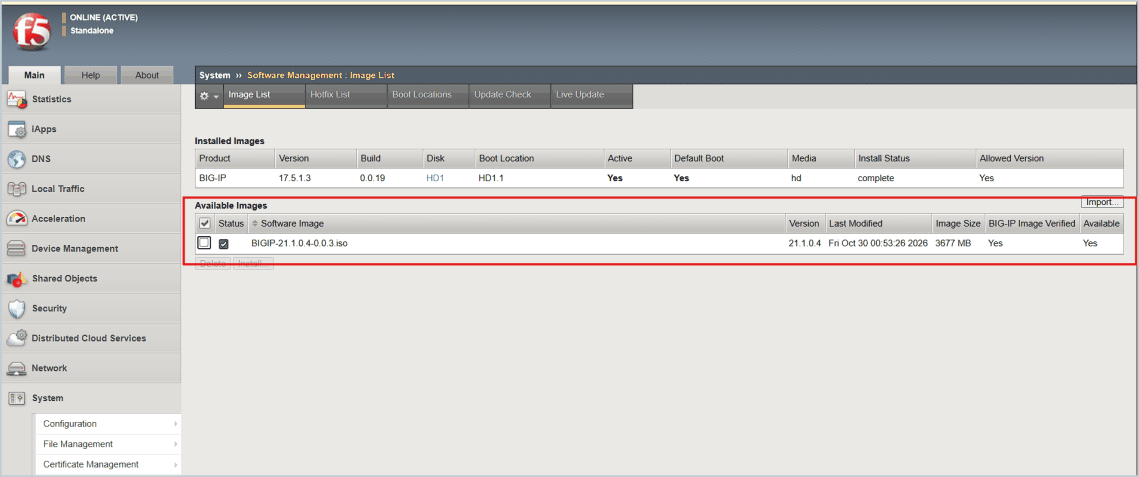 f5
ONLINE (ACTIVE)
Standalone
Main Help About
System ›› Software Management : Image List
Image List Hotfix List Boot Locations Update Check Live Update
Statistics
iApps
DNS
Local Traffic
Acceleration
Device Management
Shared Objects
Security
Distributed Cloud Services
Network
System
Configuration
File Management
Certificate Management
Installed Images
Product Version Build Disk Boot Location Active Default Boot Media Install Status Allowed Version
BIG-IP 17.5.1.3 0.0.19 HD1 HD1.1 Yes Yes hd complete Yes
Available Images Import...
Status Software Image Version Last Modified Image Size BIG-IP Image Verified Available
BIGIP-21.1.0.4-0.0.3.iso 21.1.0.4 Fri Oct 30 00:53:26 2026 3677 MB Yes Yes
Delete Install...